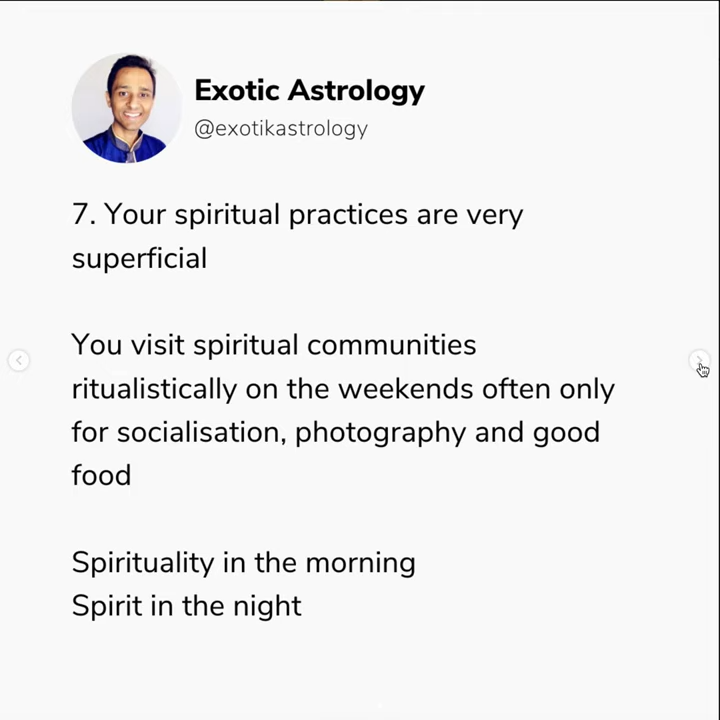 Exotic Astrology
@exotikastrology
7. Your spiritual practices are very
superficial
You visit spiritual communities
ritualistically on the weekends often only
for socialisation, photography and good
food
Spirituality in the morning
Spirit in the night